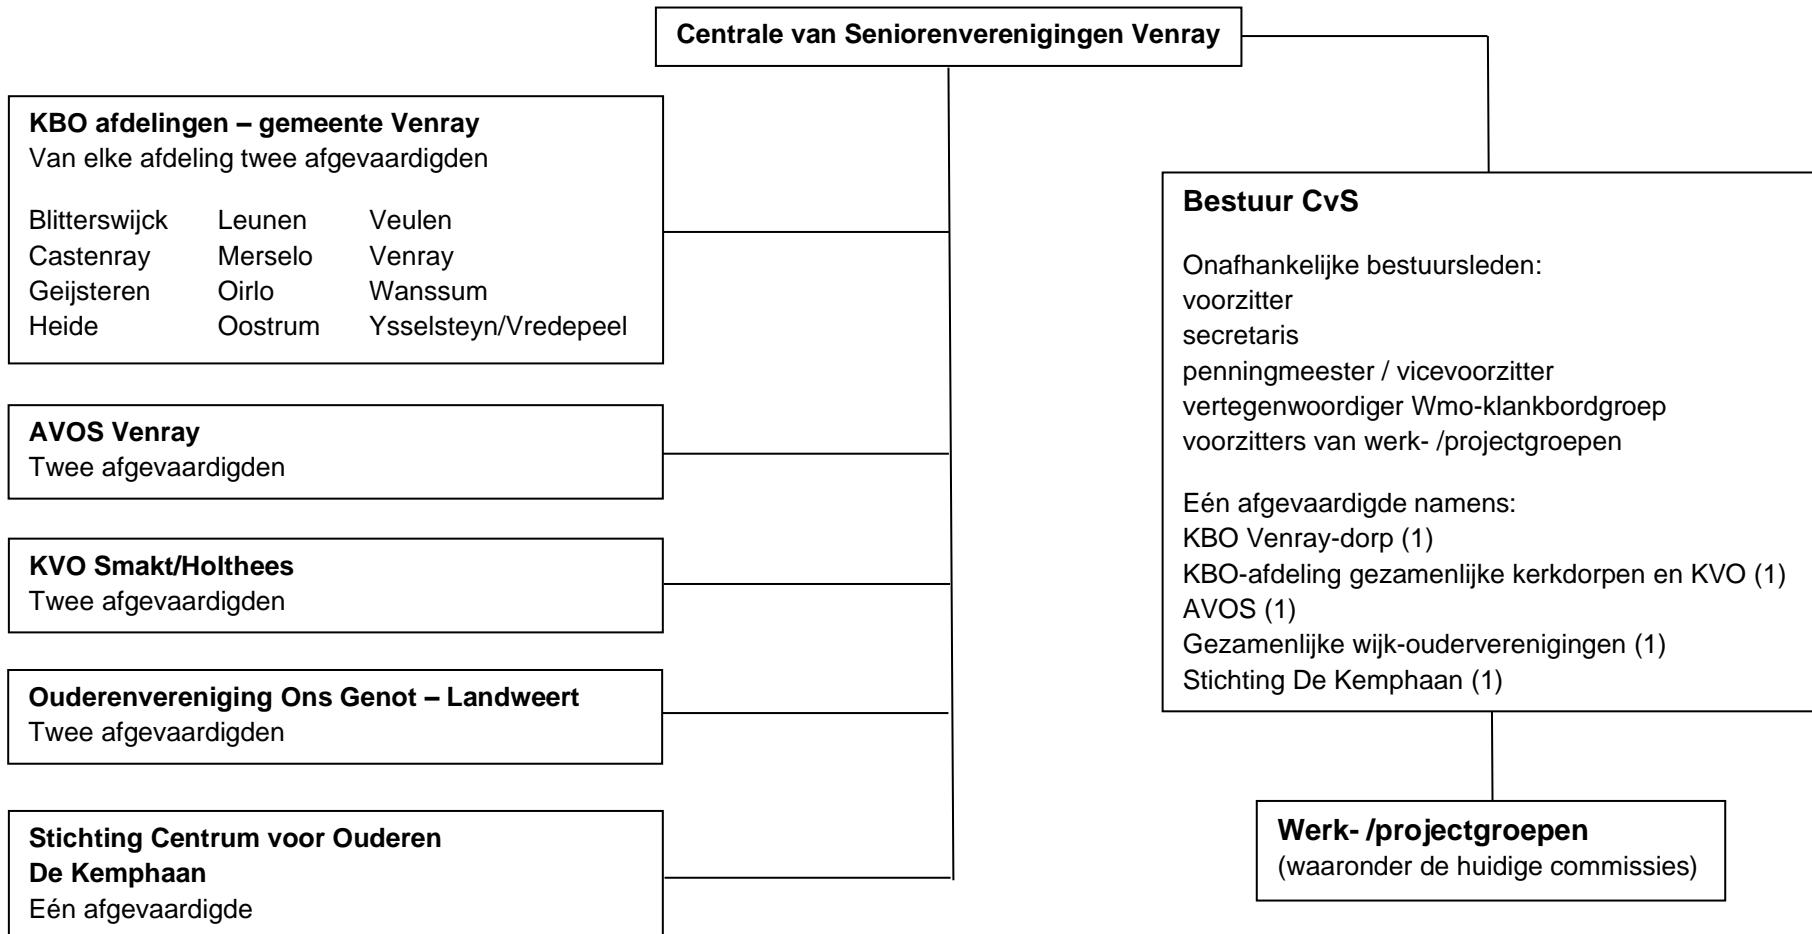 Centrale van Seniorenverenigingen Venray
KBO afdelingen – gemeente Venray
Van elke afdeling twee afgevaardigden
Blitterswijck Leunen Veulen
Castenray Merselo Venray
Geijsteren Oirlo Wanssum
Heide Oostrum Ysselsteyn/Vredepeel
AVOS Venray
Twee afgevaardigden
KVO Smakt/Holthees
Twee afgevaardigden
Ouderenvereniging Ons Genot – Landweert
Twee afgevaardigden
Stichting Centrum voor Ouderen
De Kemphaan
Eén afgevaardigde
Bestuur CvS
Onafhankelijke bestuursleden:
voorzitter
secretaris
penningmeester / vicevoorzitter
vertegenwoordiger Wmo-klankbordgroep
voorzitters van werk- /projectgroepen
Eén afgevaardigde namens:
KBO Venray-dorp (1)
KBO-afdeling gezamenlijke kerkdorpen en KVO (1)
AVOS (1)
Gezamenlijke wijk-ouderverenigingen (1)
Stichting De Kemphaan (1)
Werk- /projectgroepen
(waaronder de huidige commissies)